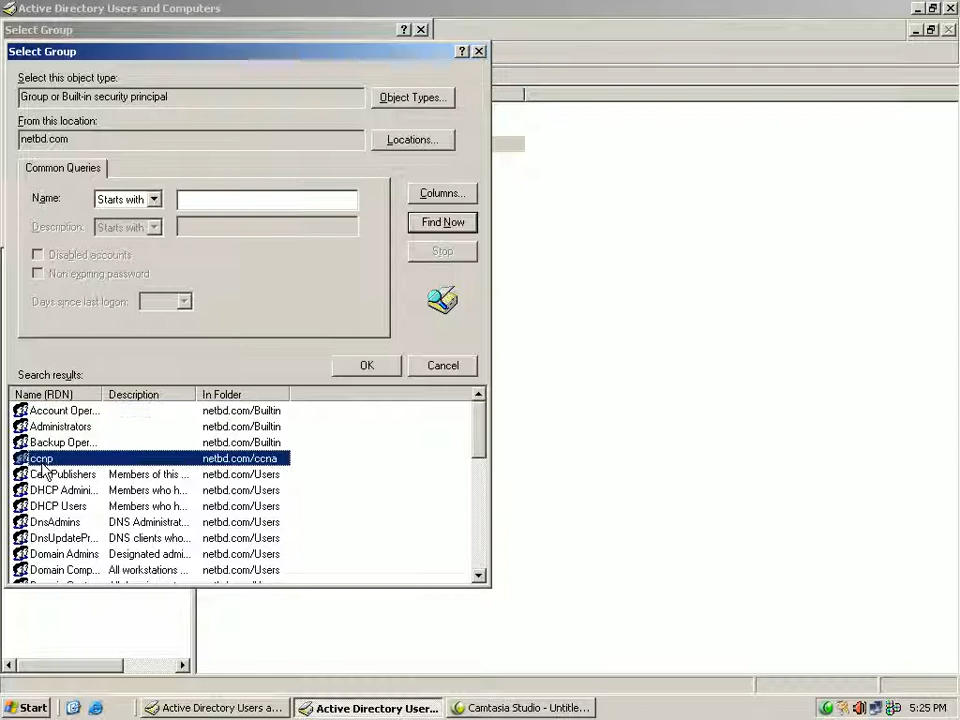 Active Directory Users and Computers
Select Group
Select Group
Select this object type:
Group or Built-in security principal
Object Types...
From this location:
netbd.com
Locations...
Common Queries
Name:
Starts with
Columns...
Description:
Starts with
Find Now
Disabled accounts
Stop
Non expiring password
Days since last logon:
OK
Cancel
Search results:
Name (RDN) Description In Folder
Account Oper... netbd.com/Builtin
Administrators netbd.com/Builtin
Backup Oper... netbd.com/Builtin
ccnp netbd.com/ccna
Publishers Members of this ... netbd.com/Users
DHCP Admini... Members who h... netbd.com/Users
DHCP Users Members who h... netbd.com/Users
DnsAdmins DNS Administrat... netbd.com/Users
DnsUpdatePr... DNS clients who... netbd.com/Users
Domain Admins Designated admi... netbd.com/Users
Domain Comp... All workstations ... netbd.com/Users
Start
Active Directory Users a...
Active Directory User...
Camtasia Studio - Untitle...
5:25 PM